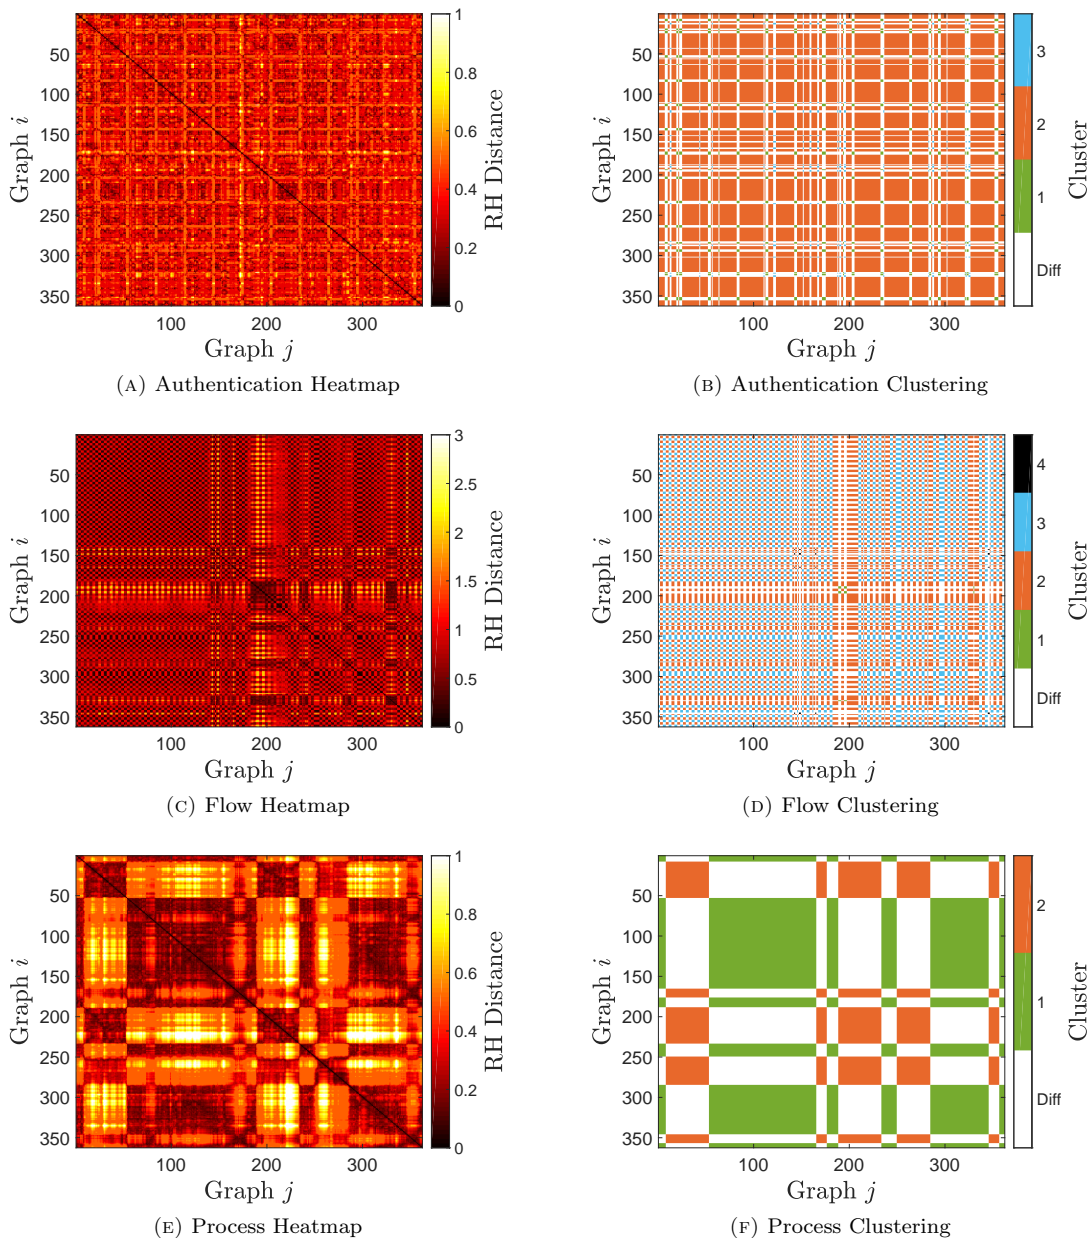 1
0.8
0.6
0.4
0.2
0
50
100
150
200
250
300
350
100 200 300
Graph i
Graph j
RH Distance
(A) Authentication Heatmap
50
100
150
200
250
300
350
100 200 300
Graph i
Graph j
3
2
1
Diff
Cluster
(B) Authentication Clustering
50
100
150
200
250
300
350
100 200 300
Graph i
Graph j
3
2.5
2
1.5
1
0.5
0
RH Distance
(C) Flow Heatmap
50
100
150
200
250
300
350
100 200 300
Graph i
Graph j
4
3
2
1
Diff
Cluster
(D) Flow Clustering
50
100
150
200
250
300
350
100 200 300
Graph i
Graph j
1
0.8
0.6
0.4
0.2
0
RH Distance
(E) Process Heatmap
50
100
150
200
250
300
350
100 200 300
Graph i
Graph j
2
1
Diff
Cluster
(F) Process Clustering